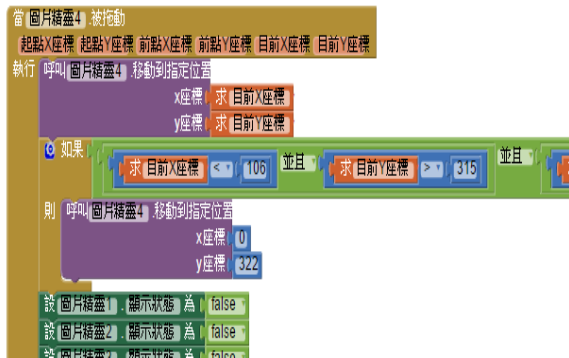 當 圖片精靈4 .被拖動
起點X座標 起點Y座標 前點X座標 前點Y座標 目前X座標 目前Y座標
執行 呼叫 圖片精靈4 .移動到指定位置
x座標 求 目前X座標
y座標 求 目前Y座標
如果 求 目前X座標 < 106 並且 求 目前Y座標 > 315 並且
則 呼叫 圖片精靈4 .移動到指定位置
x座標 0
y座標 322
設 圖片精靈1 . 顯示狀態 為 false
設 圖片精靈2 . 顯示狀態 為 false